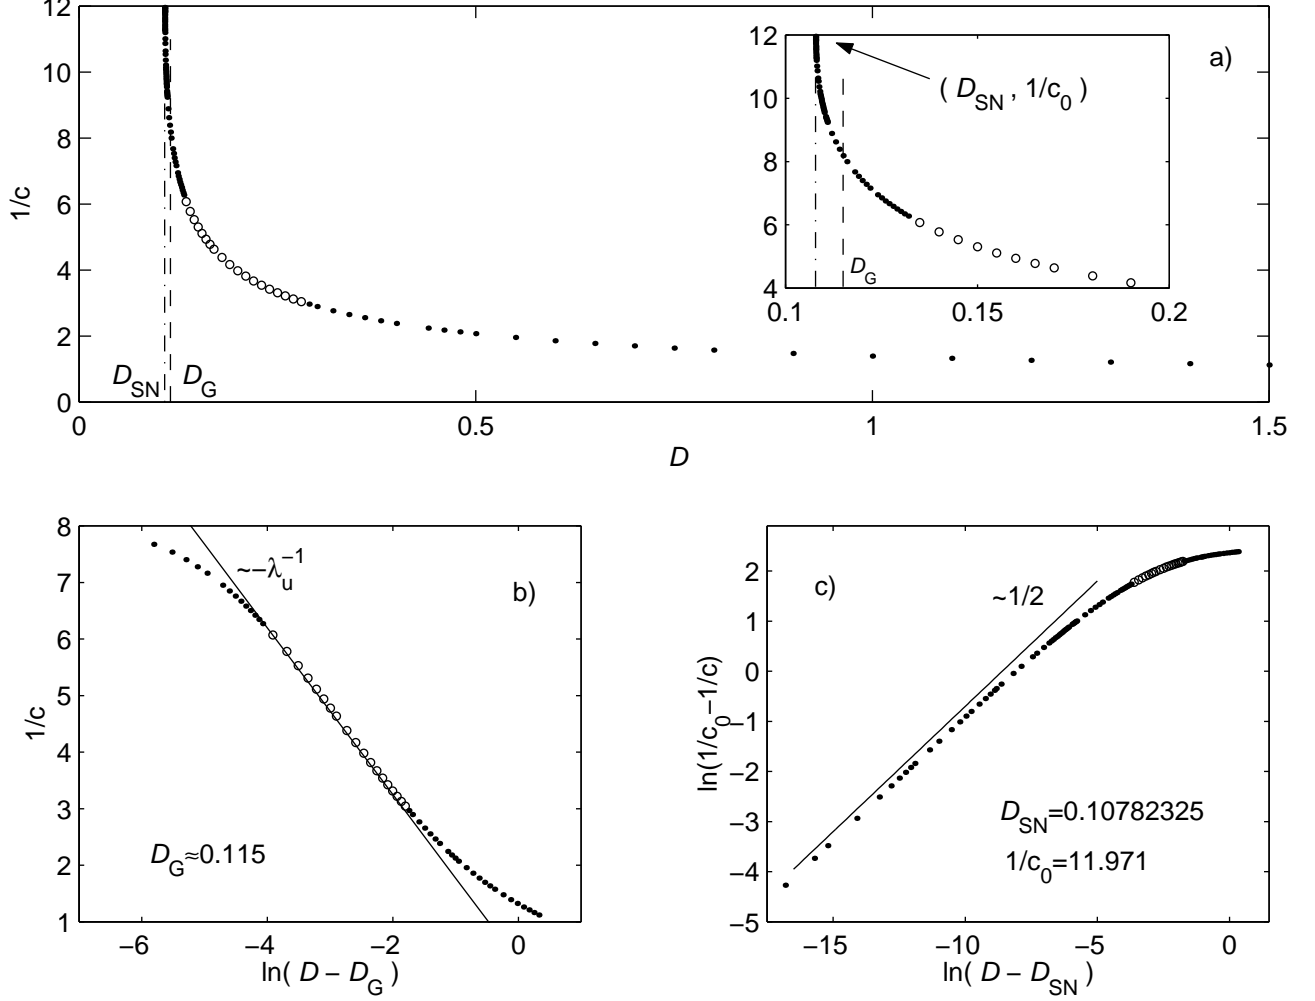 12
10
8
6
4
2
0
1/c
0
0.5
1
1.5
D
D_SN
D_G
a)
12
10
8
6
4
0.1
0.15
0.2
( D_SN , 1/c_0 )
D_G
8
7
6
5
4
3
2
1
1/c
~−λ_u^−1
b)
D_G≈0.115
−6
−4
−2
0
ln( D − D_G )
2
1
0
−1
−2
−3
−4
−5
ln(1/c_0−1/c)
~1/2
c)
D_SN=0.10782325
1/c_0=11.971
−15
−10
−5
0
ln( D − D_SN )